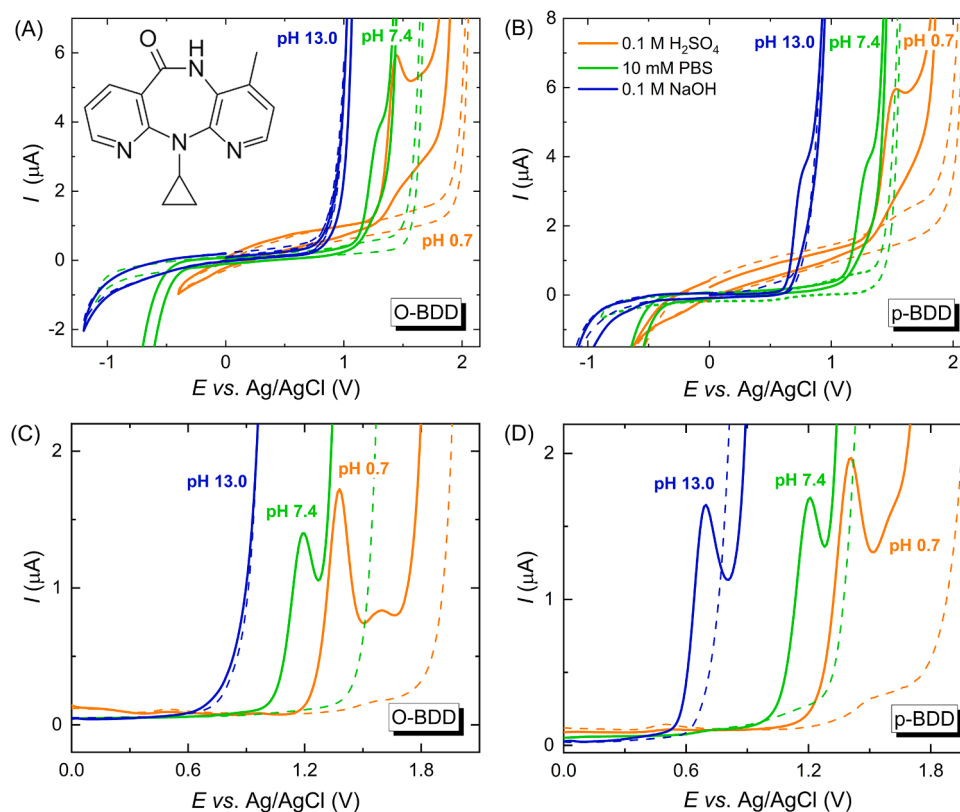 (A)
pH 13.0
pH 7.4
O
H
N
N
N
N
pH 0.7
O-BDD
I (μA)
6
4
2
0
-2
-1
0
1
2
E vs. Ag/AgCl (V)
(B)
pH 13.0
pH 7.4
pH 0.7
0.1 M H₂SO₄
10 mM PBS
0.1 M NaOH
p-BDD
I (μA)
8
6
4
2
0
-1
0
1
2
E vs. Ag/AgCl (V)
(C)
pH 13.0
pH 7.4
pH 0.7
O-BDD
I (μA)
2
1
0
0.0
0.6
1.2
1.8
E vs. Ag/AgCl (V)
(D)
pH 13.0
pH 7.4
pH 0.7
p-BDD
I (μA)
2
1
0
0.0
0.6
1.2
1.8
E vs. Ag/AgCl (V)